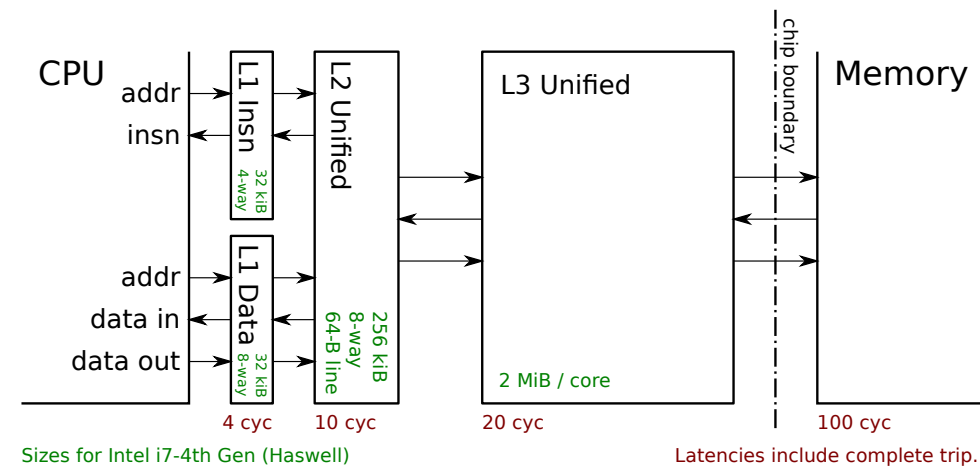 CPU
addr
insn
addr
data in
data out
L1 Insn
32 kiB
4-way
L1 Data
32 kiB
8-way
L2 Unified
256 kiB
8-way
64-B line
L3 Unified
2 MiB / core
chip boundary
Memory
4 cyc
10 cyc
20 cyc
100 cyc
Sizes for Intel i7-4th Gen (Haswell)
Latencies include complete trip.